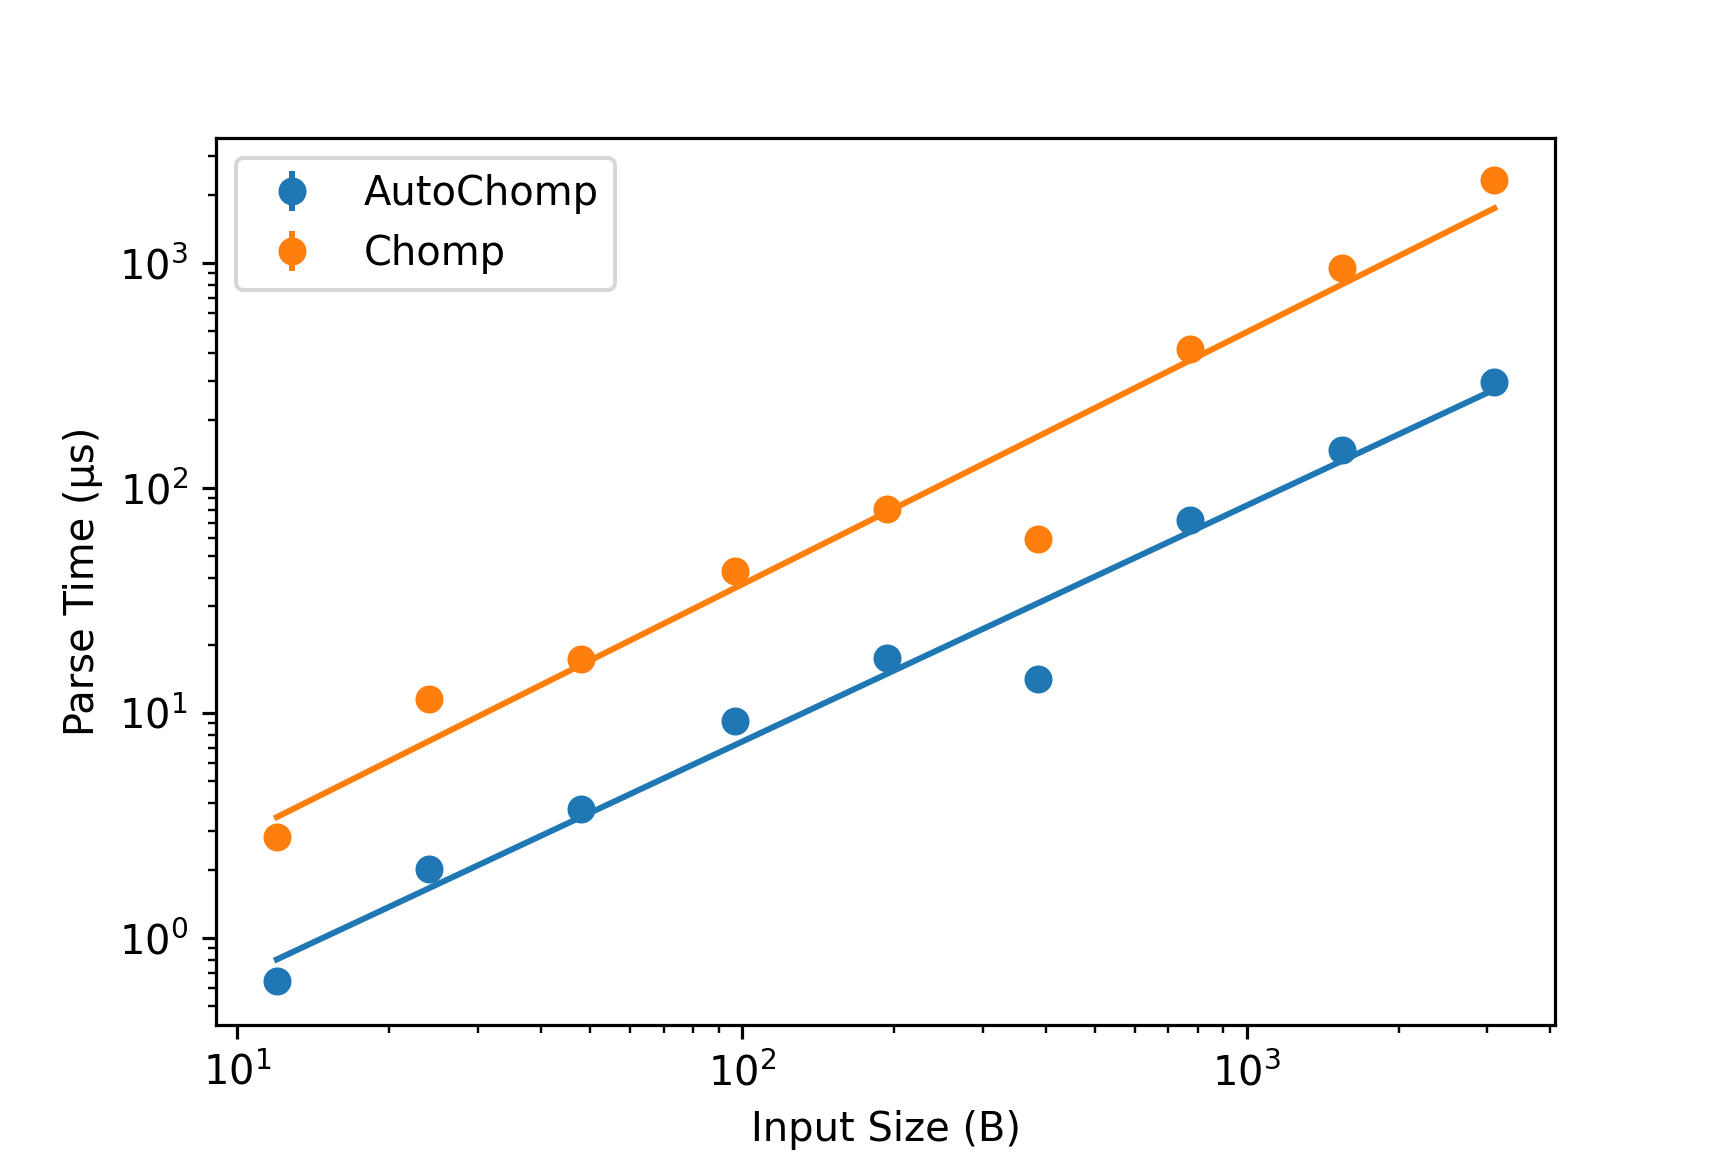 AutoChomp
Chomp
10³
10²
10¹
10⁰
Parse Time (µs)
10¹ 10² 10³
Input Size (B)